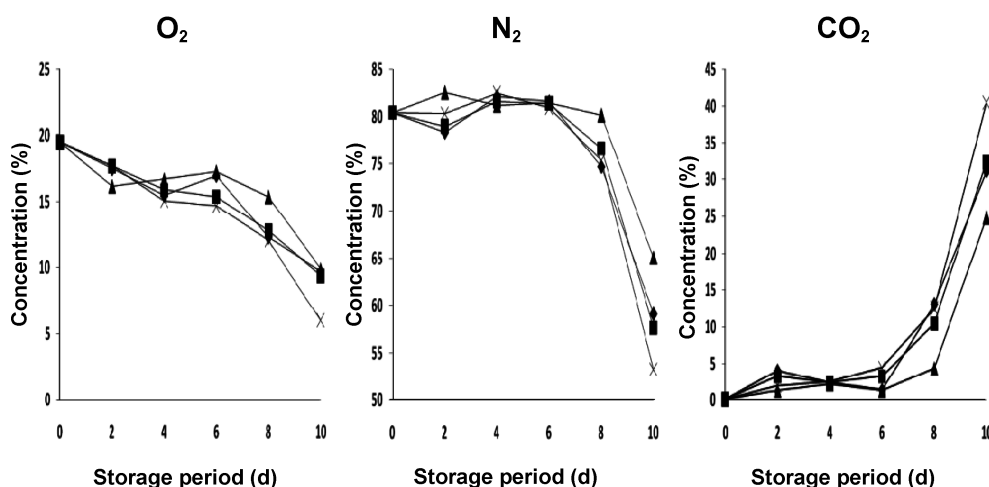 O₂
Concentration (%)
25
20
15
10
5
0
0 2 4 6 8 10
Storage period (d)
N₂
Concentration (%)
85
80
75
70
65
60
55
50
0 2 4 6 8 10
Storage period (d)
CO₂
Concentration (%)
45
40
35
30
25
20
15
10
5
0
0 2 4 6 8 10
Storage period (d)